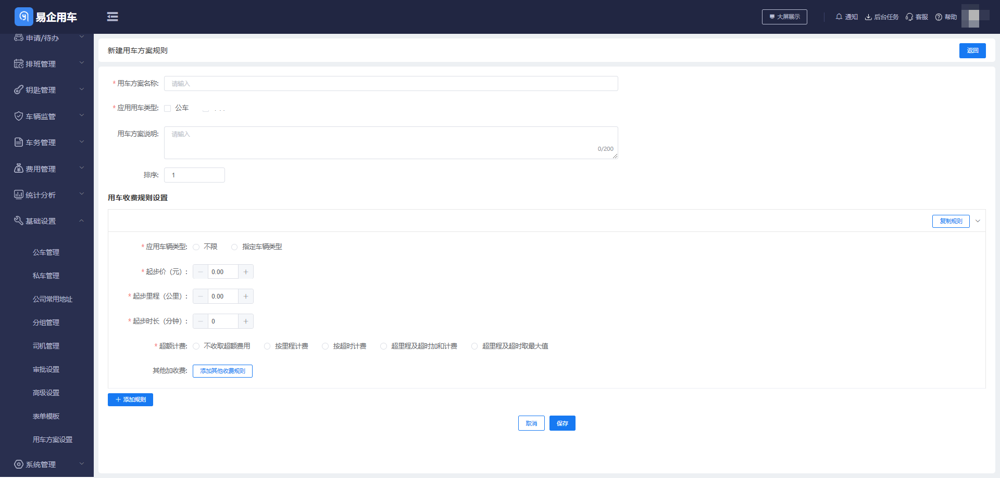 易企用车
大屏展示
通知
后台任务
客服
帮助
申请/待办
排班管理
钥匙管理
车辆监管
车务管理
费用管理
统计分析
基础设置
公车管理
私车管理
公司常用地址
分组管理
司机管理
审批设置
高级设置
表单模板
用车方案设置
系统管理
新建用车方案规则
返回
* 用车方案名称: 请输入
* 应用用车类型: 公车
用车方案说明: 请输入
0/200
排序: 1
用车收费规则设置
复制规则
* 应用车辆类型: 不限 指定车辆类型
* 起步价（元）: 0.00
* 起步里程（公里）: 0.00
* 起步时长（分钟）: 0
* 超额计费: 不收取超额费用 按里程计费 按超时计费 超里程及超时加和计费 超里程及超时取最大值
其他加收费: 添加其他收费规则
+ 添加规则
取消
保存